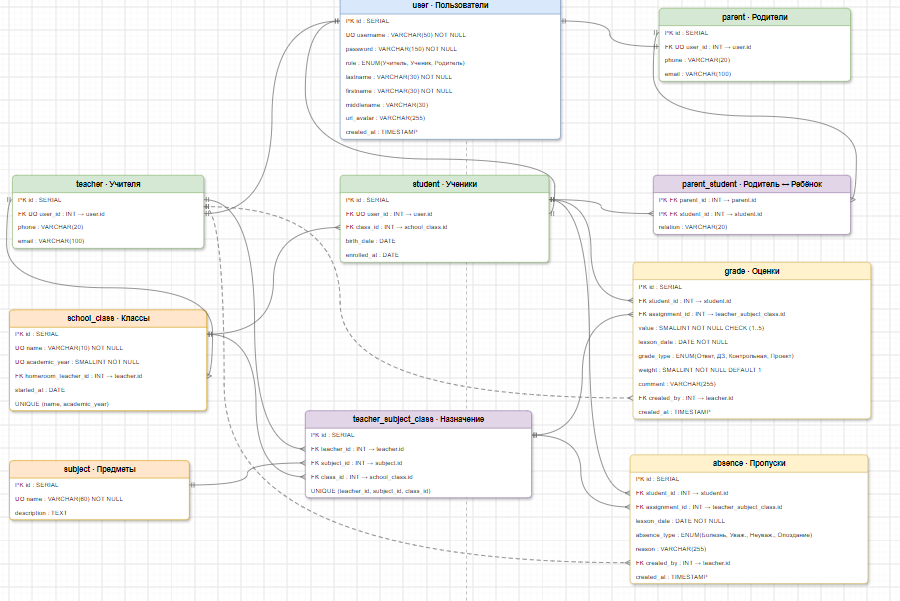 user · Пользователи
PK id : SERIAL
UQ username : VARCHAR(50) NOT NULL
password : VARCHAR(150) NOT NULL
role : ENUM(Учитель, Ученик, Родитель)
lastname : VARCHAR(30) NOT NULL
firstname : VARCHAR(30) NOT NULL
middlename : VARCHAR(30)
url_avatar : VARCHAR(255)
created_at : TIMESTAMP
parent · Родители
PK id : SERIAL
FK UQ user_id : INT → user.id
phone : VARCHAR(20)
email : VARCHAR(100)
teacher · Учителя
PK id : SERIAL
FK UQ user_id : INT → user.id
phone : VARCHAR(20)
email : VARCHAR(100)
student · Ученики
PK id : SERIAL
FK UQ user_id : INT → user.id
FK class_id : INT → school_class.id
birth_date : DATE
enrolled_at : DATE
parent_student · Родитель — Ребёнок
PK FK parent_id : INT → parent.id
PK FK student_id : INT → student.id
relation : VARCHAR(20)
grade · Оценки
PK id : SERIAL
FK student_id : INT → student.id
FK assignment_id : INT → teacher_subject_class.id
value : SMALLINT NOT NULL CHECK (1..5)
lesson_date : DATE NOT NULL
grade_type : ENUM(Ответ, ДЗ, Контрольная, Проект)
weight : SMALLINT NOT NULL DEFAULT 1
comment : VARCHAR(255)
FK created_by : INT → teacher.id
created_at : TIMESTAMP
school_class · Классы
PK id : SERIAL
UQ name : VARCHAR(10) NOT NULL
UQ academic_year : SMALLINT NOT NULL
FK homeroom_teacher_id : INT → teacher.id
started_at : DATE
UNIQUE (name, academic_year)
teacher_subject_class · Назначение
PK id : SERIAL
FK teacher_id : INT → teacher.id
FK subject_id : INT → subject.id
FK class_id : INT → school_class.id
UNIQUE (teacher_id, subject_id, class_id)
subject · Предметы
PK id : SERIAL
UQ name : VARCHAR(60) NOT NULL
description : TEXT
absence · Пропуски
PK id : SERIAL
FK student_id : INT → student.id
FK assignment_id : INT → teacher_subject_class.id
lesson_date : DATE NOT NULL
absence_type : ENUM(Болезнь, Уваж., Неуваж., Опоздание)
reason : VARCHAR(255)
FK created_by : INT → teacher.id
created_at : TIMESTAMP